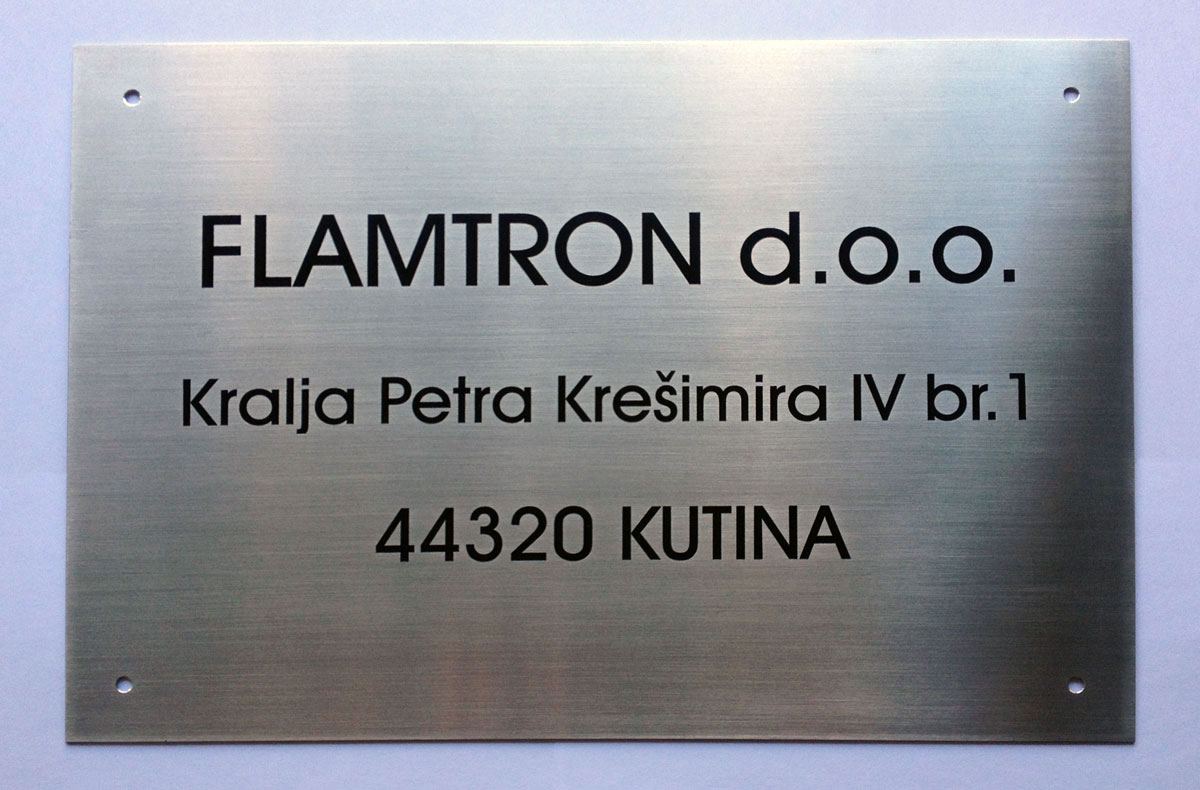 FLAMTRON d.o.o.
Kralja Petra Krešimira IV br.1
44320 KUTINA